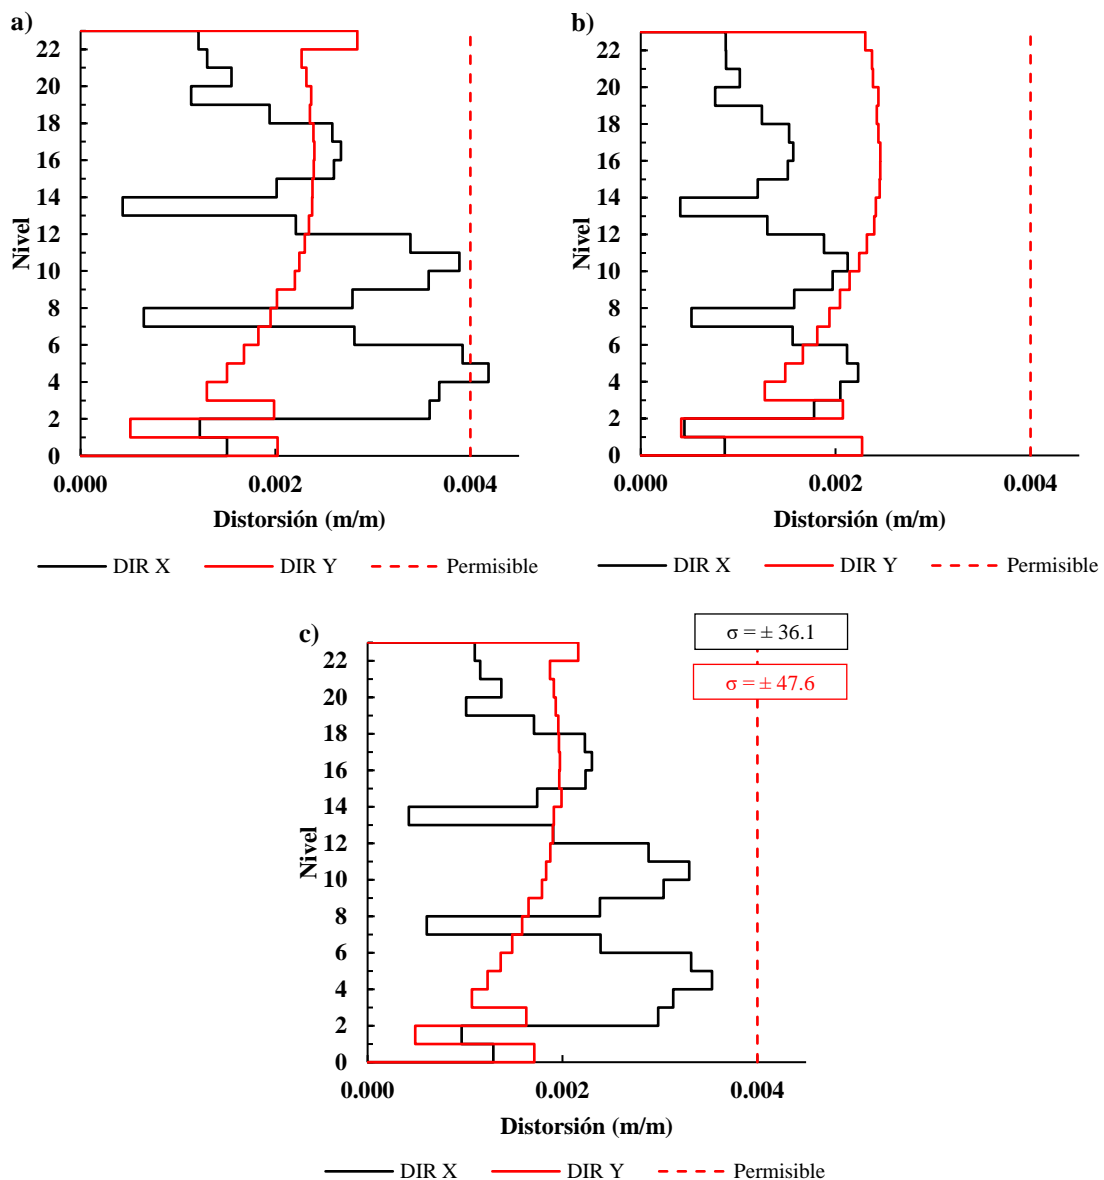 a)
22
20
18
16
14
12
10
8
6
4
2
0
Nivel
0.000 0.002 0.004
Distorsión (m/m)
DIR X DIR Y Permisible
b)
22
20
18
16
14
12
10
8
6
4
2
0
Nivel
0.000 0.002 0.004
Distorsión (m/m)
DIR X DIR Y Permisible
c)
σ = ± 36.1
σ = ± 47.6
22
20
18
16
14
12
10
8
6
4
2
0
Nivel
0.000 0.002 0.004
Distorsión (m/m)
DIR X DIR Y Permisible